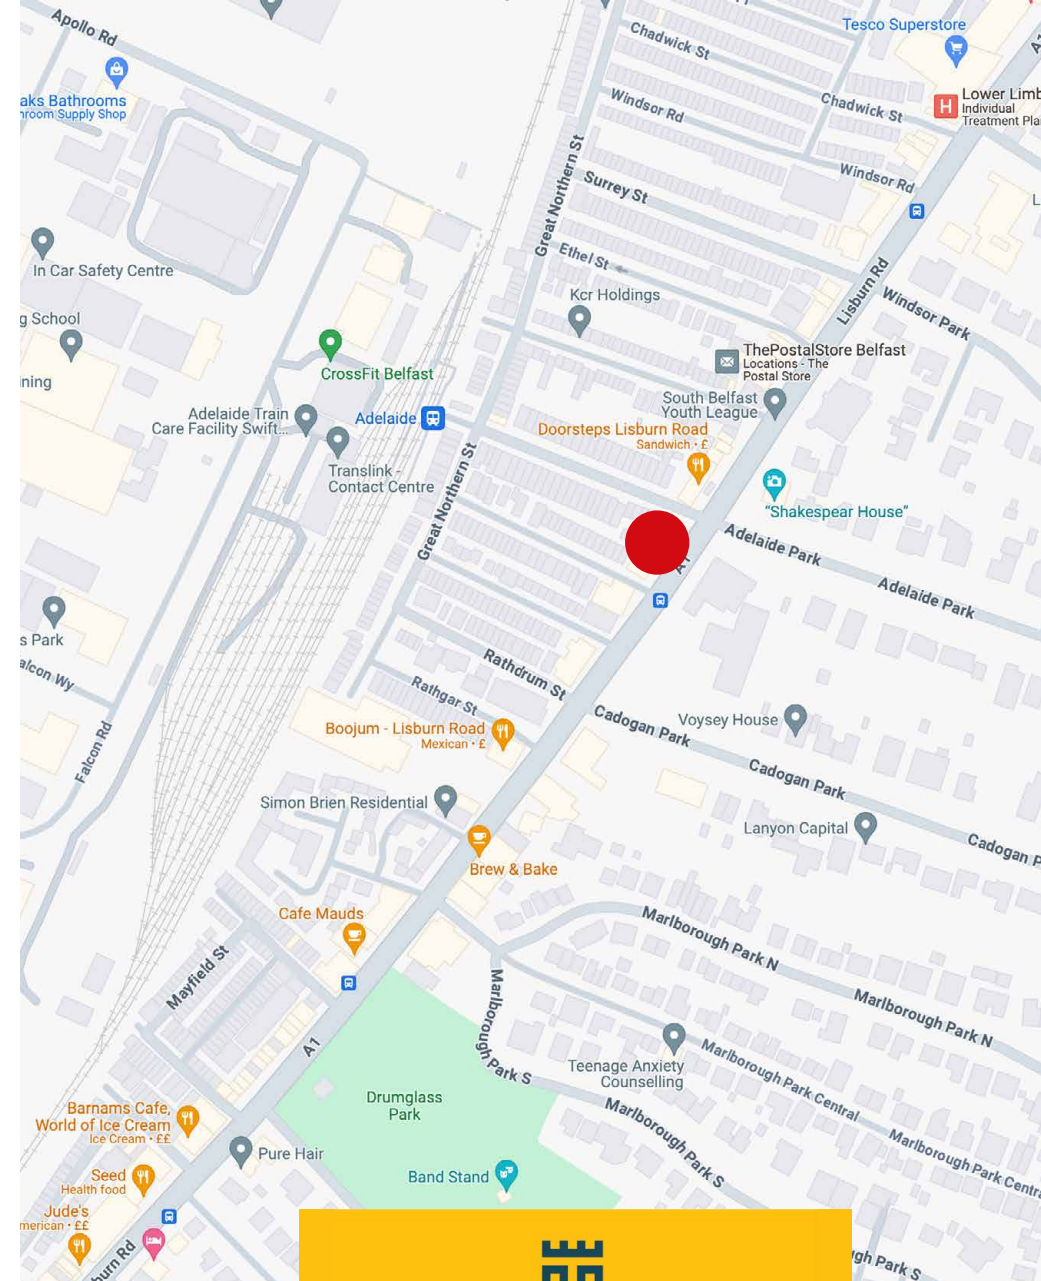 Apollo Rd
Chadwick St
Tesco Superstore
A1
aks Bathrooms
hroom Supply Shop
Windsor Rd
Chadwick St
Lower Limb
Individual
Treatment Pla
Great Northern St
Surrey St
Windsor Rd
In Car Safety Centre
Ethel St
Lisburn Rd
Windsor Park
Kcr Holdings
g School
ning
CrossFit Belfast
ThePostalStore Belfast
Locations - The
Postal Store
Adelaide Train
Care Facility Swift...
Adelaide
South Belfast
Youth League
Doorsteps Lisburn Road
Sandwich · £
Translink -
Contact Centre
Great Northern St
"Shakespear House"
A1
Adelaide Park
Adelaide Park
s Park
alcon Wy
Falcon Rd
Rathdrum St
Rathgar St
Boojum - Lisburn Road
Mexican · £
Cadogan Park
Voysey House
Cadogan Park
Simon Brien Residential
Lanyon Capital
Cadogan P
Brew & Bake
Cafe Mauds
Marlborough Park N
Mayfield St
Marlborough Park S
Marlborough Park N
A1
Teenage Anxiety
Counselling
Marlborough Park Central
Drumglass
Park
Marlborough Park S
Marlborough Park Centra
Barnams Cafe,
World of Ice Cream
Ice Cream · ££
Pure Hair
Seed
Health food
Band Stand
Jude's
merican · ££
burn Rd
ugh Park S